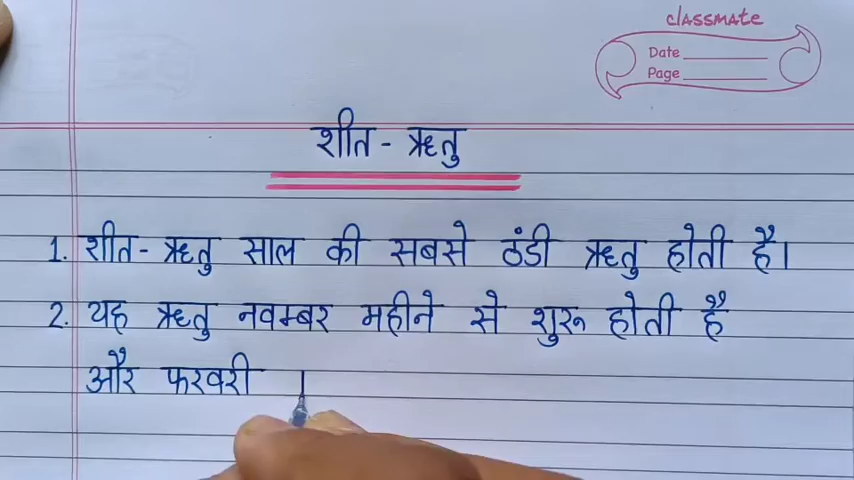 classmate
Date
Page
शीत - ऋतु
1. शीत - ऋतु साल की सबसे ठंडी ऋतु होती है।
2. यह ऋतु नवम्बर महीने से शुरू होती है
और फरवरी